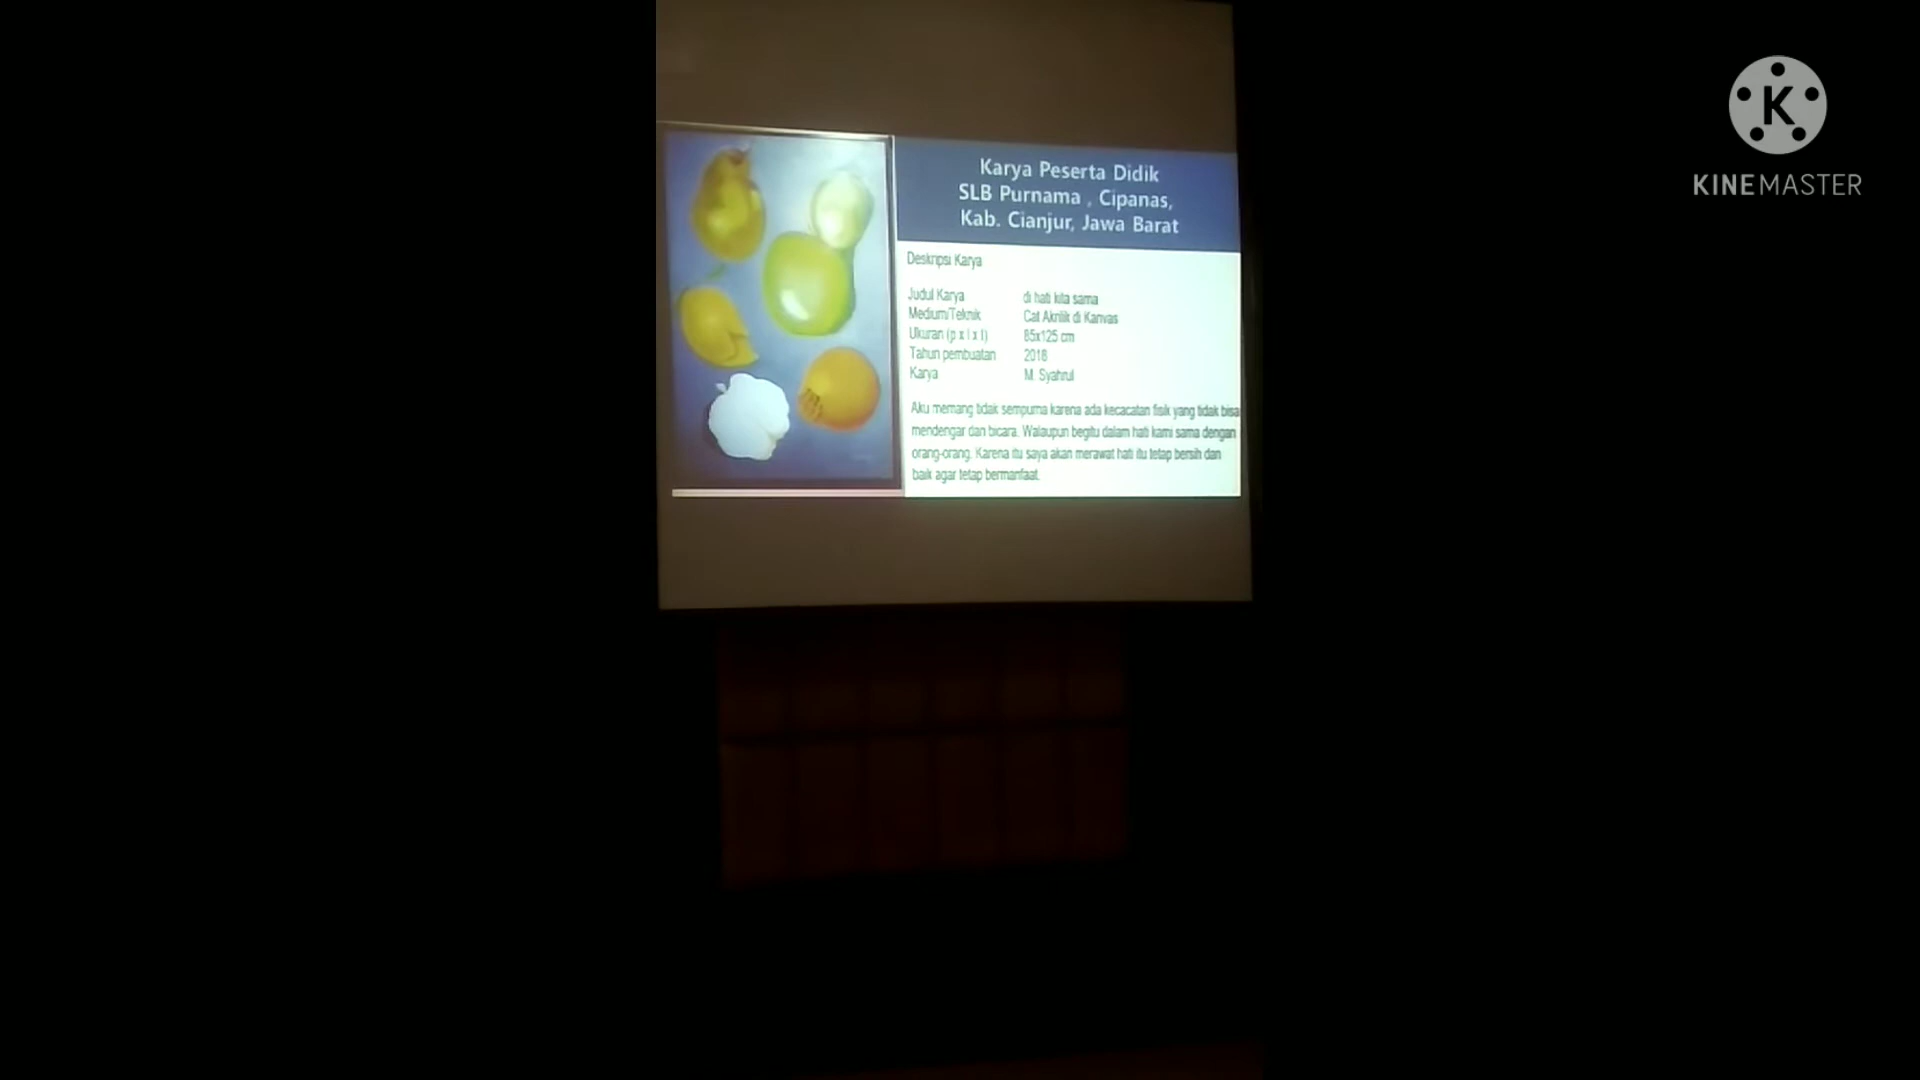 Karya Peserta Didik
SLB Purnama , Cipanas,
Kab. Cianjur, Jawa Barat
Deskripsi Karya
Judul Karya di hati kita sama
Medium/Teknik Cat Akrilik di Kanvas
Ukuran (p x l x l) 85x125 cm
Tahun pembuatan 2018
Karya M. Syahrul
Aku memang tidak sempurna karena ada kecacatan fisik yang tidak bisa
mendengar dan bicara. Walaupun begitu dalam hati kami sama dengan
orang-orang. Karena itu saya akan merawat hati itu tetap bersih dan
baik agar tetap bermanfaat.
K
KINEMASTER